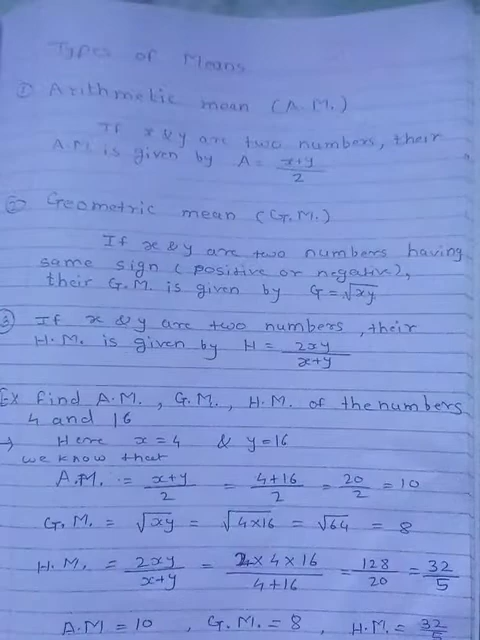 Types of Means
① Arithmetic mean (A.M.)
If x & y are two numbers, their
A.M. is given by A = x+y/2
② Geometric mean (G.M.)
If x & y are two numbers having
same sign (positive or negative),
their G.M. is given by G = √xy
③ If x & y are two numbers, their
H.M. is given by H = 2xy/x+y
Ex find A.M., G.M., H.M. of the numbers
4 and 16
→ Here x = 4 & y = 16
we know that
A.M. = x+y/2 = 4+16/2 = 20/2 = 10
G.M. = √xy = √4×16 = √64 = 8
H.M. = 2xy/x+y = 2×4×16/4+16 = 128/20 = 32/5
A.M = 10, G.M. = 8, H.M. = 32/5